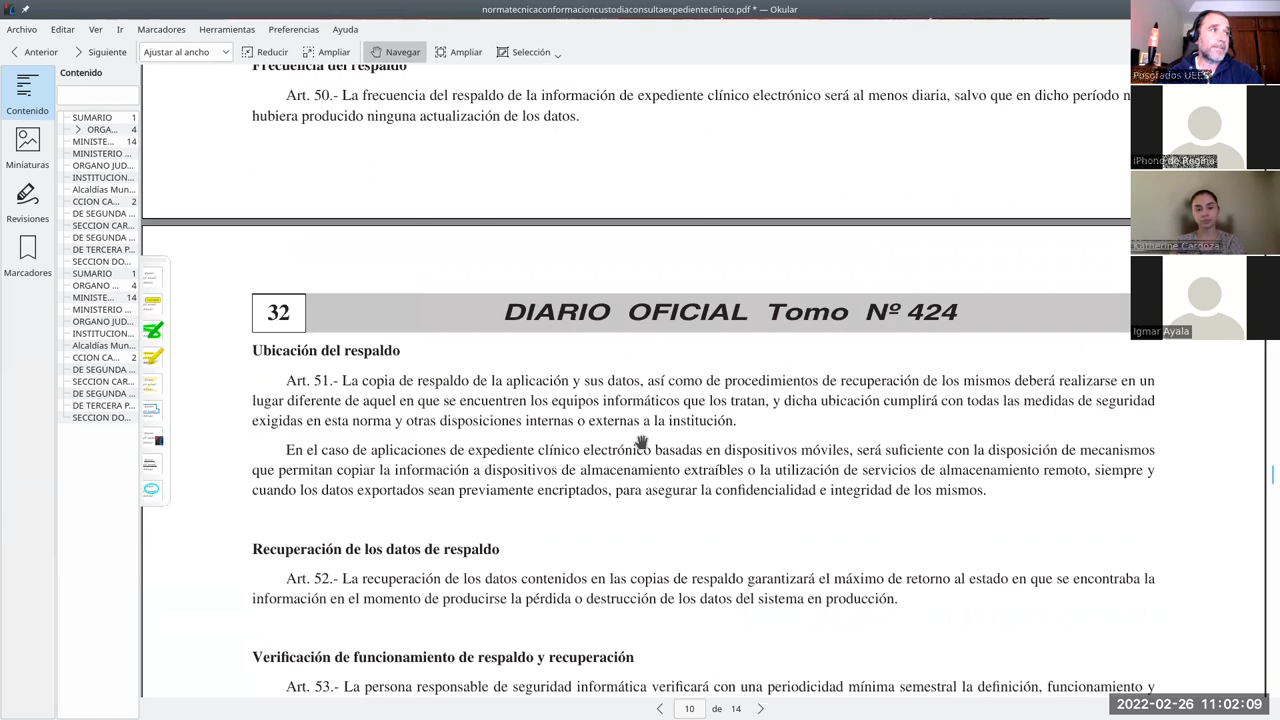 normatecnicaconformacioncustodiaconsultaexpedienteclinico.pdf * — Okular
Archivo Editar Ver Ir Marcadores Herramientas Preferencias Ayuda
Anterior Siguiente Ajustar al ancho Reducir Ampliar Navegar Ampliar Selección
Contenido
Contenido
Miniaturas
Revisiones
Marcadores
SUMARIO 1
ORGA... 4
MINISTE... 14
MINISTERIO ...
ORGANO JUD...
INSTITUCION...
Alcaldías Mun...
CCION CA... 2
DE SEGUNDA ...
SECCION CAR...
DE SEGUNDA ...
DE TERCERA P...
SECCION DO...
SUMARIO 1
ORGANO ... 4
MINISTE... 14
MINISTERIO ...
ORGANO JUD...
INSTITUCION...
Alcaldías Mun...
CCION CA... 2
DE SEGUNDA ...
SECCION CAR...
DE SEGUNDA ...
DE TERCERA P...
SECCION DO...
Frecuencia del respaldo
Art. 50.- La frecuencia del respaldo de la información de expediente clínico electrónico será al menos diaria, salvo que en dicho período
hubiera producido ninguna actualización de los datos.
32
DIARIO OFICIAL Tomo Nº 424
Ubicación del respaldo
Art. 51.- La copia de respaldo de la aplicación y sus datos, así como de procedimientos de recuperación de los mismos deberá realizarse en un
lugar diferente de aquel en que se encuentren los equipos informáticos que los tratan, y dicha ubicación cumplirá con todas las medidas de seguridad
exigidas en esta norma y otras disposiciones internas o externas a la institución.
En el caso de aplicaciones de expediente clínico electrónico basadas en dispositivos móviles, será suficiente con la disposición de mecanismos
que permitan copiar la información a dispositivos de almacenamiento extraíbles o la utilización de servicios de almacenamiento remoto, siempre y
cuando los datos exportados sean previamente encriptados, para asegurar la confidencialidad e integridad de los mismos.
Recuperación de los datos de respaldo
Art. 52.- La recuperación de los datos contenidos en las copias de respaldo garantizará el máximo de retorno al estado en que se encontraba la
información en el momento de producirse la pérdida o destrucción de los datos del sistema en producción.
Verificación de funcionamiento de respaldo y recuperación
Art. 53.- La persona responsable de seguridad informática verificará con una periodicidad mínima semestral la definición, funcionamiento y
10 de 14
Posgrados UEES
iPhone de Regina
Katherine Cardoza
Igmar Ayala
2022-02-26 11:02:09